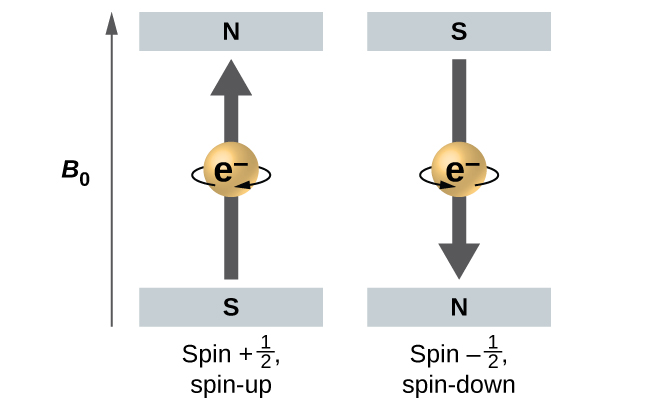 N
S
B₀
e⁻
e⁻
S
N
Spin +½,
spin-up
Spin –½,
spin-down